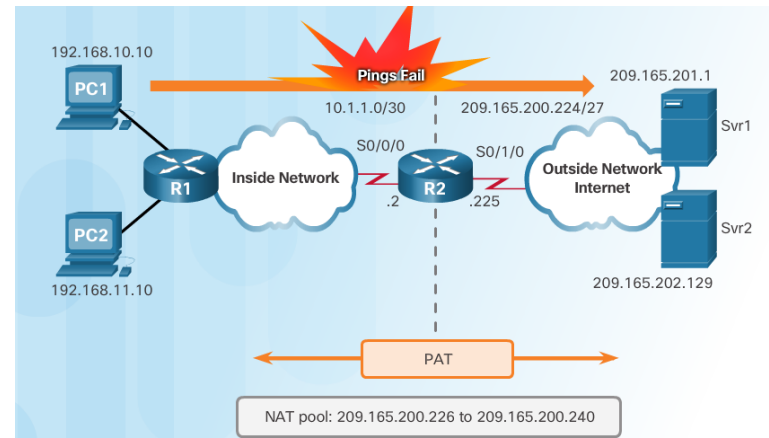 192.168.10.10
PC1
Pings Fail
209.165.201.1
10.1.1.0/30
209.165.200.224/27
Svr1
S0/0/0
S0/1/0
R1
Inside Network
R2
Outside Network
Internet
.2
.225
PC2
Svr2
192.168.11.10
209.165.202.129
PAT
NAT pool: 209.165.200.226 to 209.165.200.240